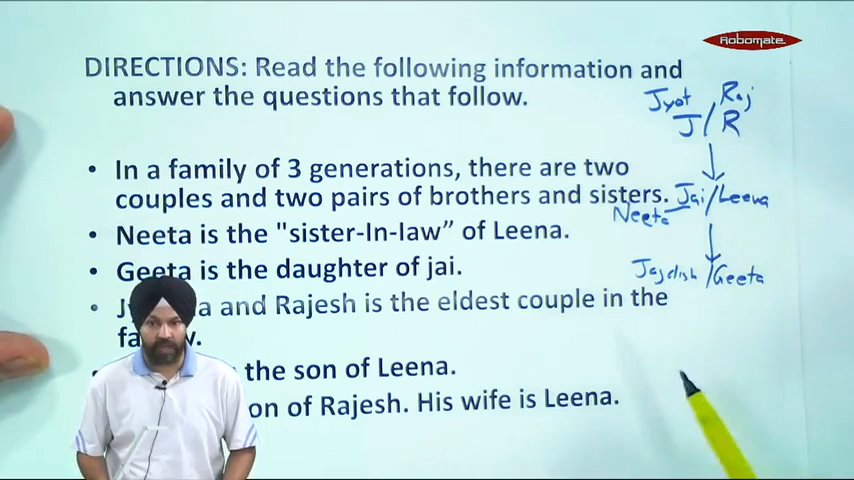 Robomate
DIRECTIONS: Read the following information and
answer the questions that follow.
Jyot Raj
J/R
• In a family of 3 generations, there are two
couples and two pairs of brothers and sisters.
Jai/Leena
Neeta
• Neeta is the "sister-In-law” of Leena.
• Geeta is the daughter of jai.
Jajdish/Geeta
and Rajesh is the eldest couple in the
the son of Leena.
of Rajesh. His wife is Leena.